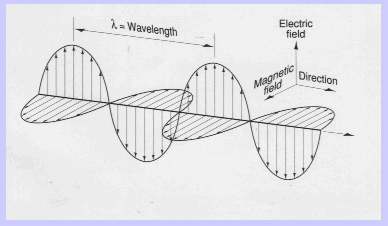 λ = Wavelength
Electric
field
Magnetic
field
Direction